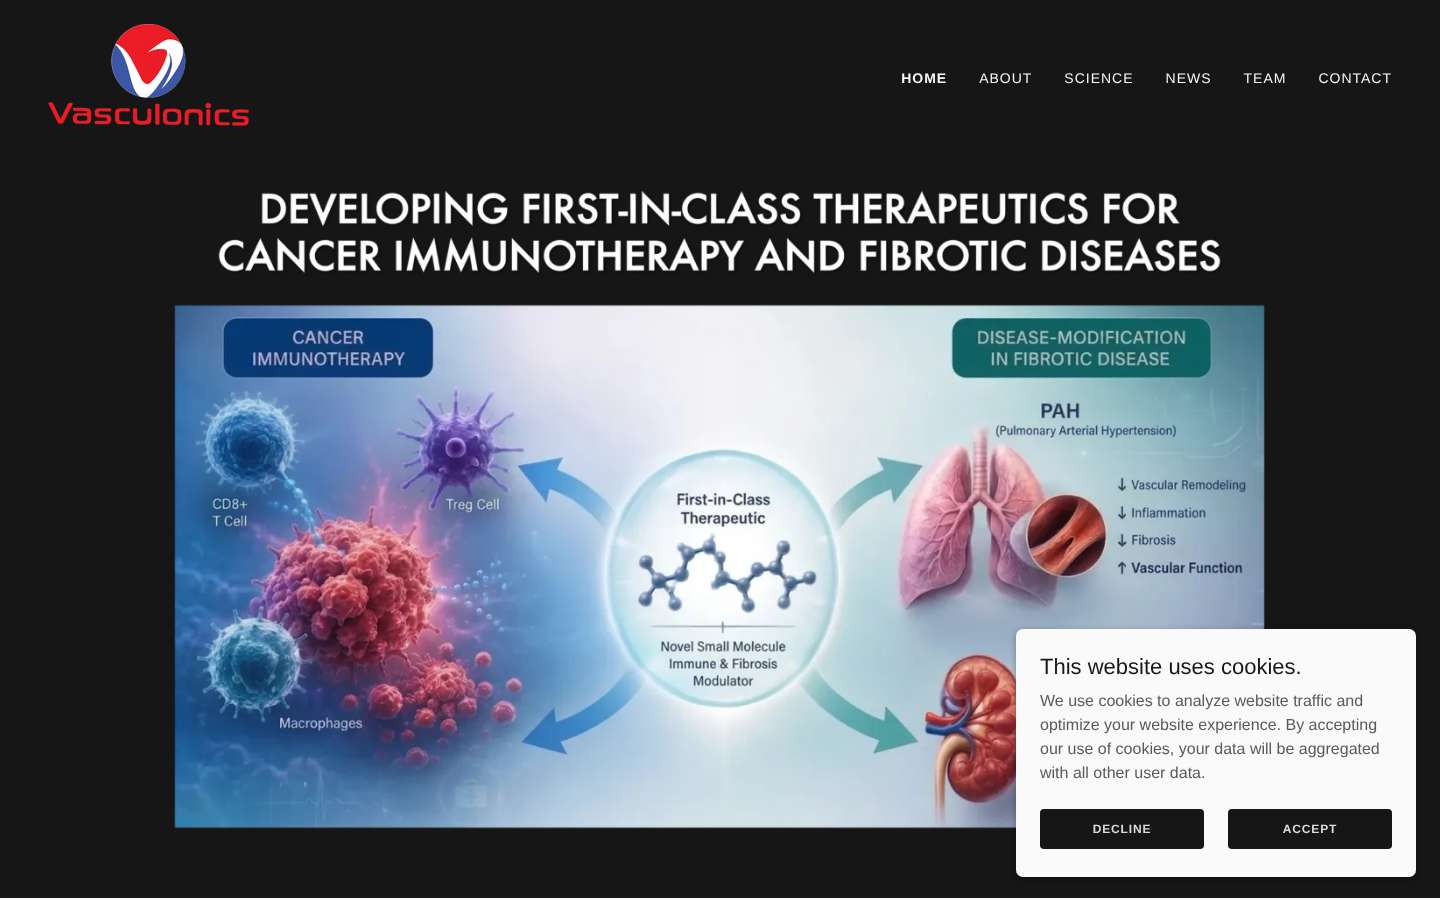 Vasculonics
HOME
ABOUT
SCIENCE
NEWS
TEAM
CONTACT
DEVELOPING FIRST-IN-CLASS THERAPEUTICS FOR
CANCER IMMUNOTHERAPY AND FIBROTIC DISEASES
CANCER
IMMUNOTHERAPY
DISEASE-MODIFICATION
IN FIBROTIC DISEASE
PAH
(Pulmonary Arterial Hypertension)
CD8+
T Cell
Treg Cell
Macrophages
First-in-Class
Therapeutic
Novel Small Molecule
Immune & Fibrosis
Modulator
↓ Vascular Remodeling
↓ Inflammation
↓ Fibrosis
↑ Vascular Function
This website uses cookies.
We use cookies to analyze website traffic and
optimize your website experience. By accepting
our use of cookies, your data will be aggregated
with all other user data.
DECLINE
ACCEPT